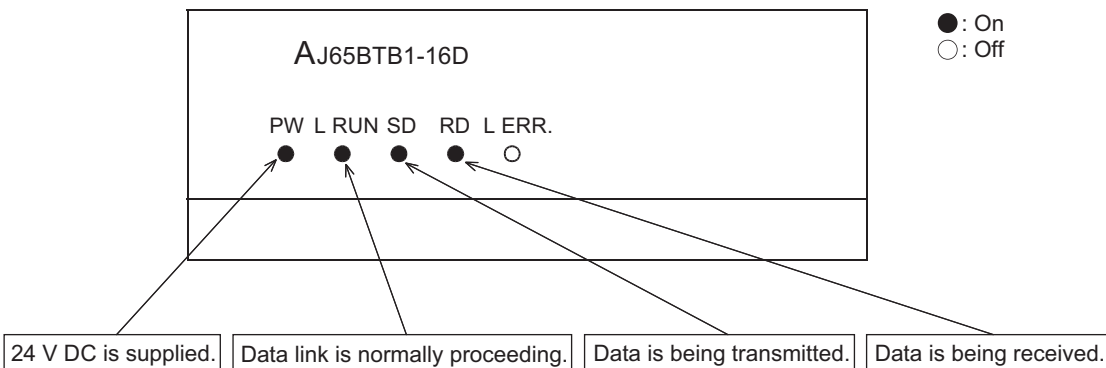 ● : On
○ : Off
AJ65BTB1-16D
PW L RUN SD RD L ERR.
24 V DC is supplied.
Data link is normally proceeding.
Data is being transmitted.
Data is being received.